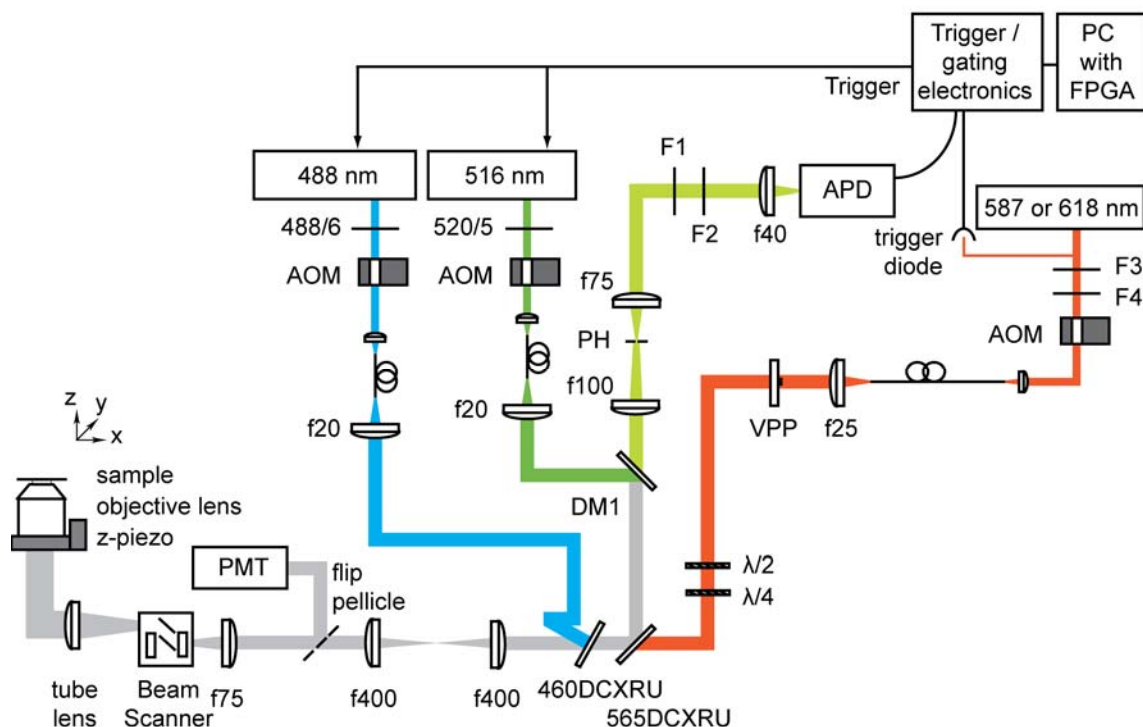 Trigger /
gating
electronics
PC
with
FPGA
Trigger
488 nm
516 nm
F1
F2
f40
APD
587 or 618 nm
trigger
diode
488/6
520/5
F3
F4
AOM
AOM
AOM
f75
PH
f100
f20
f20
VPP
f25
DM1
z
y
x
sample
objective lens
z-piezo
PMT
flip
pellicle
λ/2
λ/4
tube
lens
Beam
Scanner
f75
f400
f400
460DCXRU
565DCXRU